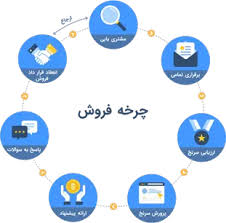 چرخه فروش
مشتری یابی
برقراری تماس
ارزیابی سرنخ
پرورش سرنخ
ارائه پیشنهاد
پاسخ به سوالات
انعقاد قرار داد
فروش
ارجاع